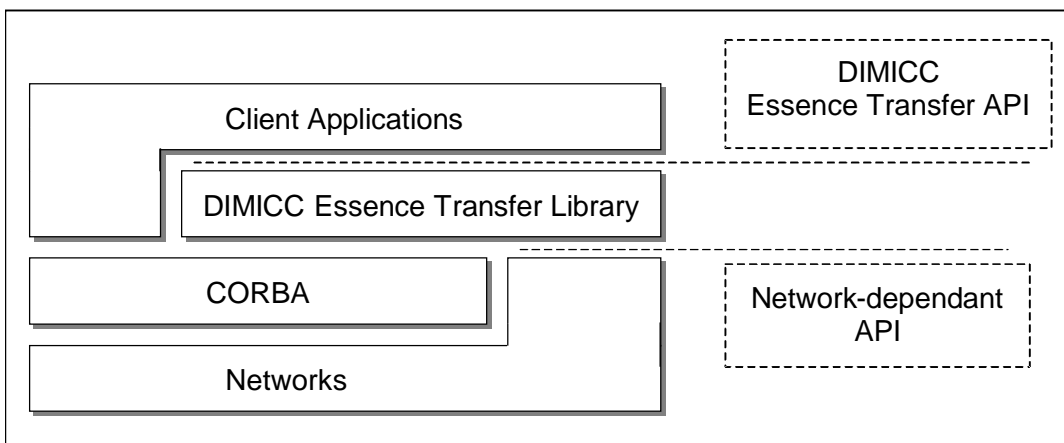 DIMICC
Essence Transfer API
Client Applications
DIMICC Essence Transfer Library
CORBA
Network-dependant
API
Networks